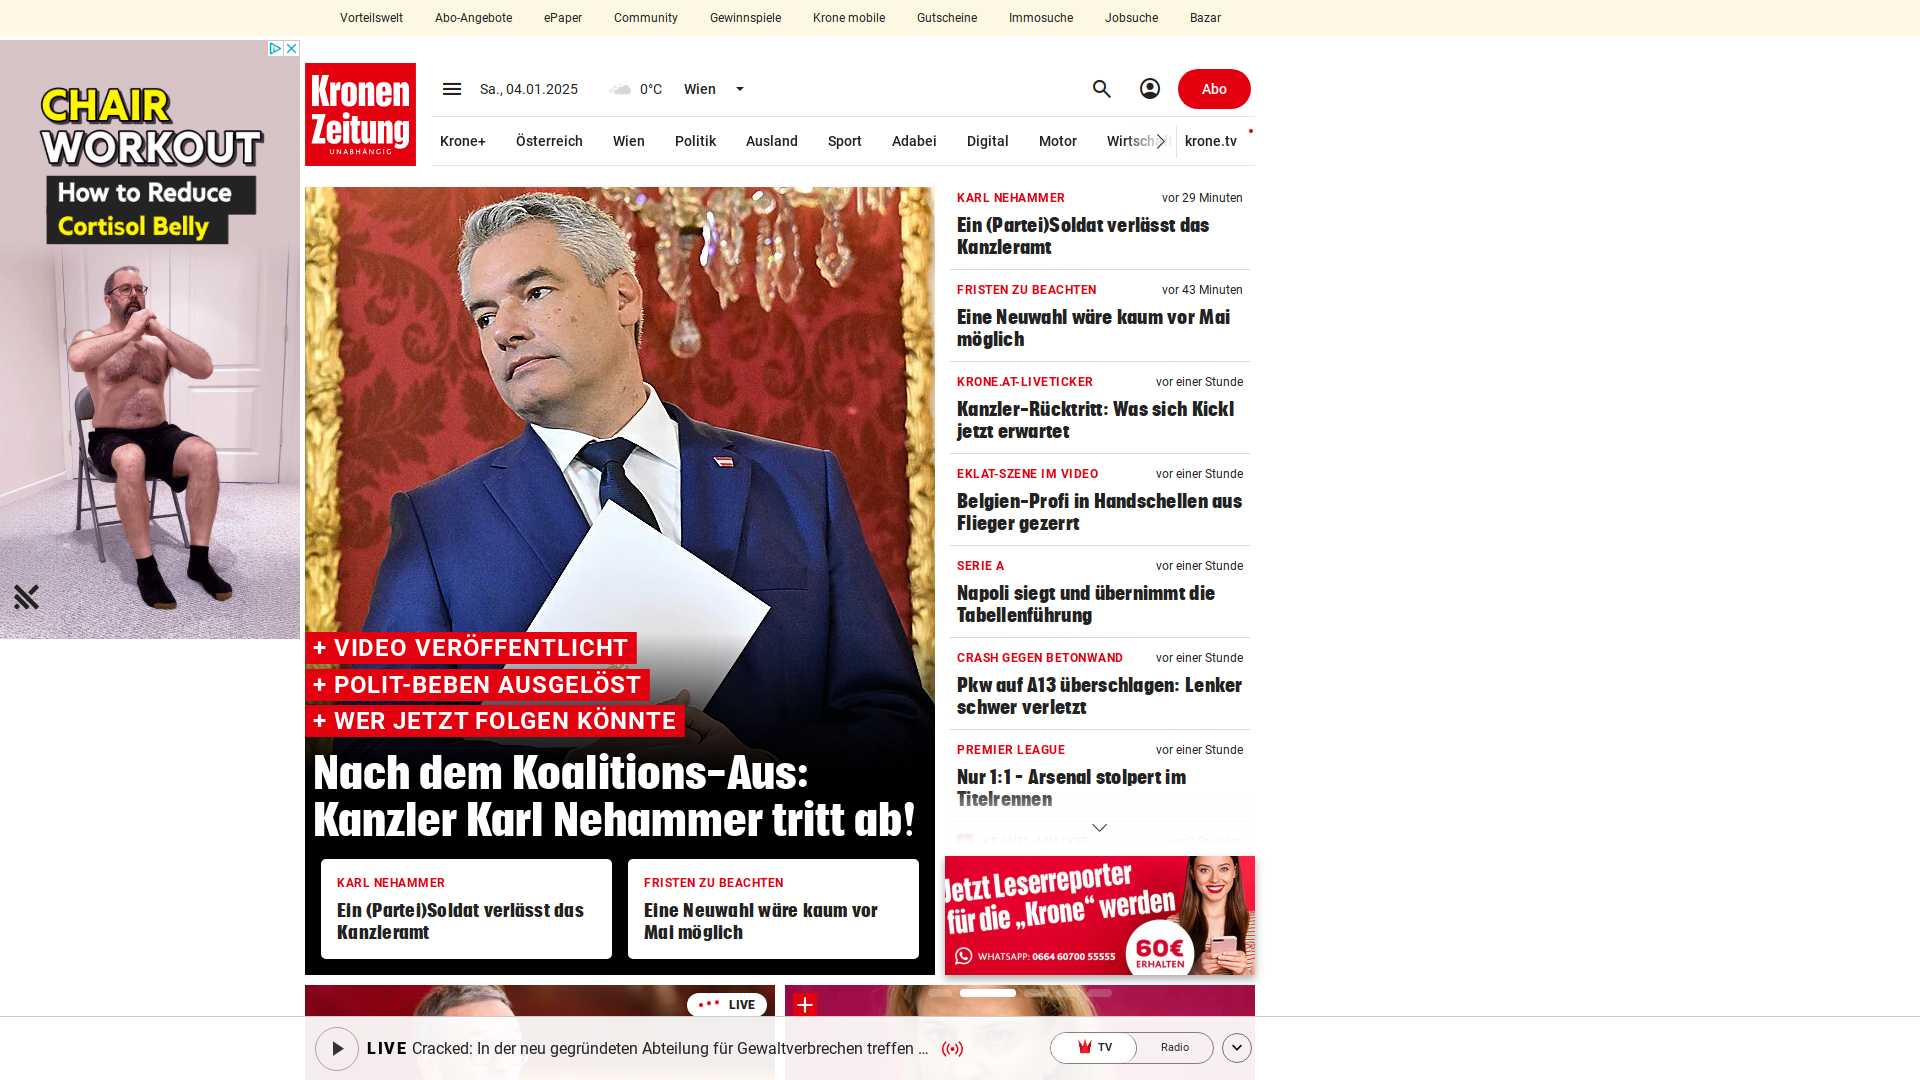 Vorteilswelt Abo-Angebote ePaper Community Gewinnspiele Krone mobile Gutscheine Immosuche Jobsuche Bazar
CHAIR
WORKOUT
How to Reduce
Cortisol Belly
Kronen
Zeitung
UNABHÄNGIG
Sa., 04.01.2025 0°C Wien
Abo
Krone+ Österreich Wien Politik Ausland Sport Adabei Digital Motor Wirtschaft krone.tv
+ VIDEO VERÖFFENTLICHT
+ POLIT-BEBEN AUSGELÖST
+ WER JETZT FOLGEN KÖNNTE
Nach dem Koalitions-Aus:
Kanzler Karl Nehammer tritt ab!
KARL NEHAMMER
Ein (Partei)Soldat verlässt das
Kanzleramt
FRISTEN ZU BEACHTEN
Eine Neuwahl wäre kaum vor
Mai möglich
KARL NEHAMMER vor 29 Minuten
Ein (Partei)Soldat verlässt das
Kanzleramt
FRISTEN ZU BEACHTEN vor 43 Minuten
Eine Neuwahl wäre kaum vor Mai
möglich
KRONE.AT-LIVETICKER vor einer Stunde
Kanzler-Rücktritt: Was sich Kickl
jetzt erwartet
EKLAT-SZENE IM VIDEO vor einer Stunde
Belgien-Profi in Handschellen aus
Flieger gezerrt
SERIE A vor einer Stunde
Napoli siegt und übernimmt die
Tabellenführung
CRASH GEGEN BETONWAND vor einer Stunde
Pkw auf A13 überschlagen: Lenker
schwer verletzt
PREMIER LEAGUE vor einer Stunde
Nur 1:1 - Arsenal stolpert im
Titelrennen
Jetzt Leserreporter
für die „Krone“ werden
WHATSAPP: 0664 60700 55555
60€
ERHALTEN
LIVE
LIVE Cracked: In der neu gegründeten Abteilung für Gewaltverbrechen treffen ...
TV Radio